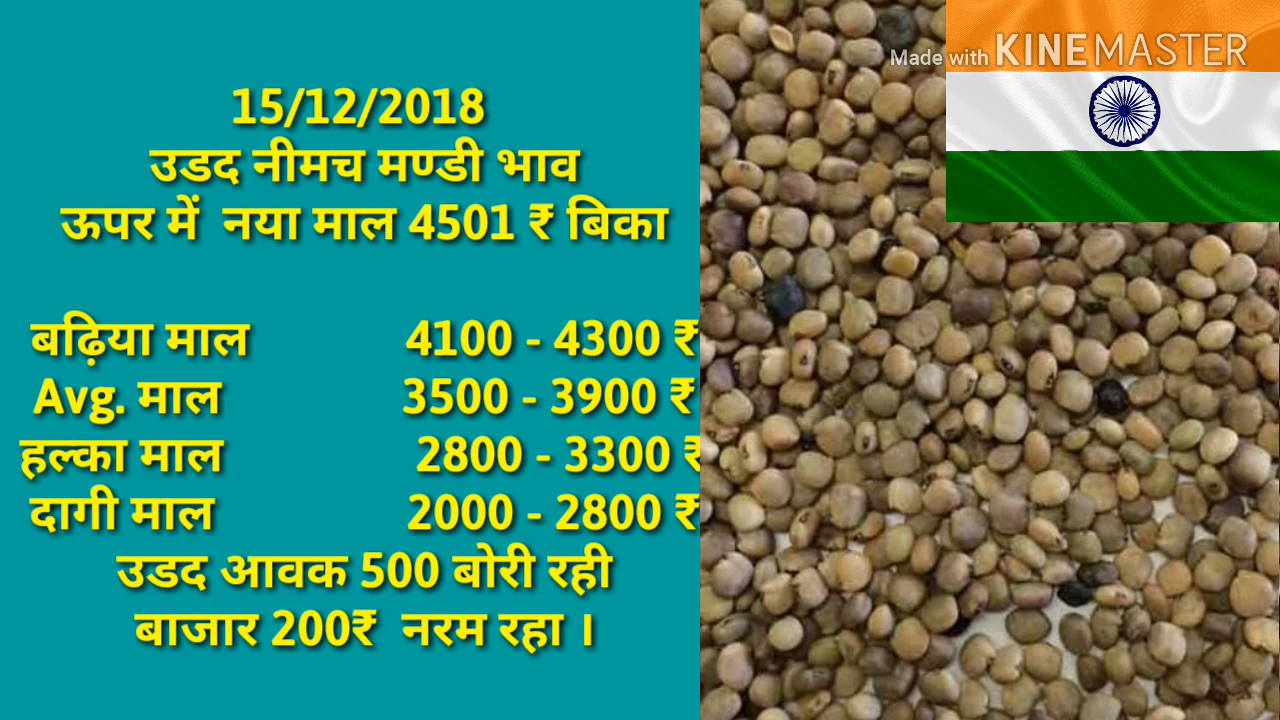 15/12/2018
उडद नीमच मण्डी भाव
ऊपर में नया माल 4501 ₹ बिका
बढ़िया माल 4100 - 4300 ₹
Avg. माल 3500 - 3900 ₹
हल्का माल 2800 - 3300 ₹
दागी माल 2000 - 2800 ₹
उडद आवक 500 बोरी रही
बाजार 200₹ नरम रहा ।
Made with KINEMASTER